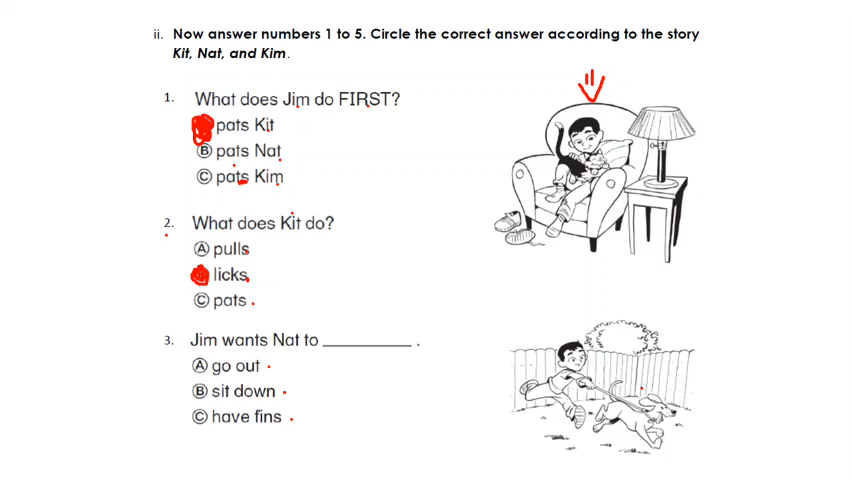 ii. Now answer numbers 1 to 5. Circle the correct answer according to the story
Kit, Nat, and Kim.
1. What does Jim do FIRST?
pats Kit
B pats Nat
C pats Kim
2. What does Kit do?
A pulls
licks
C pats
3. Jim wants Nat to __________ .
A go out
B sit down
C have fins